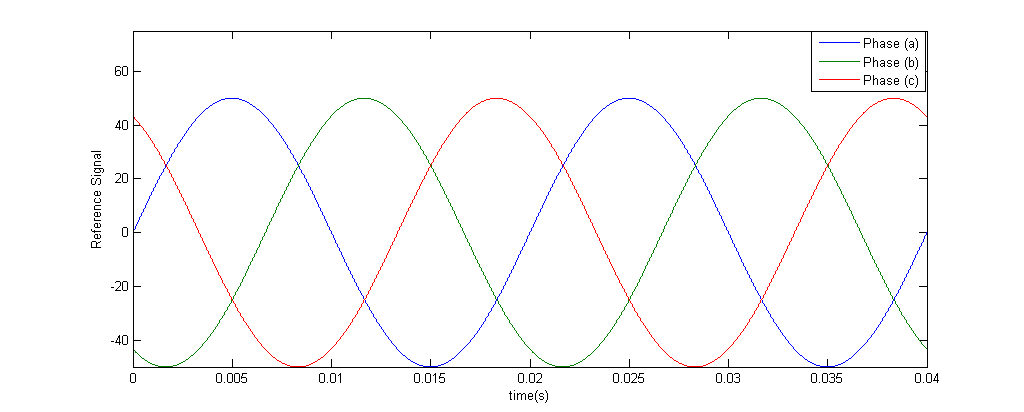 Phase (a)
Phase (b)
Phase (c)
60
40
20
0
-20
-40
Reference Signal
0 0.005 0.01 0.015 0.02 0.025 0.03 0.035 0.04
time(s)